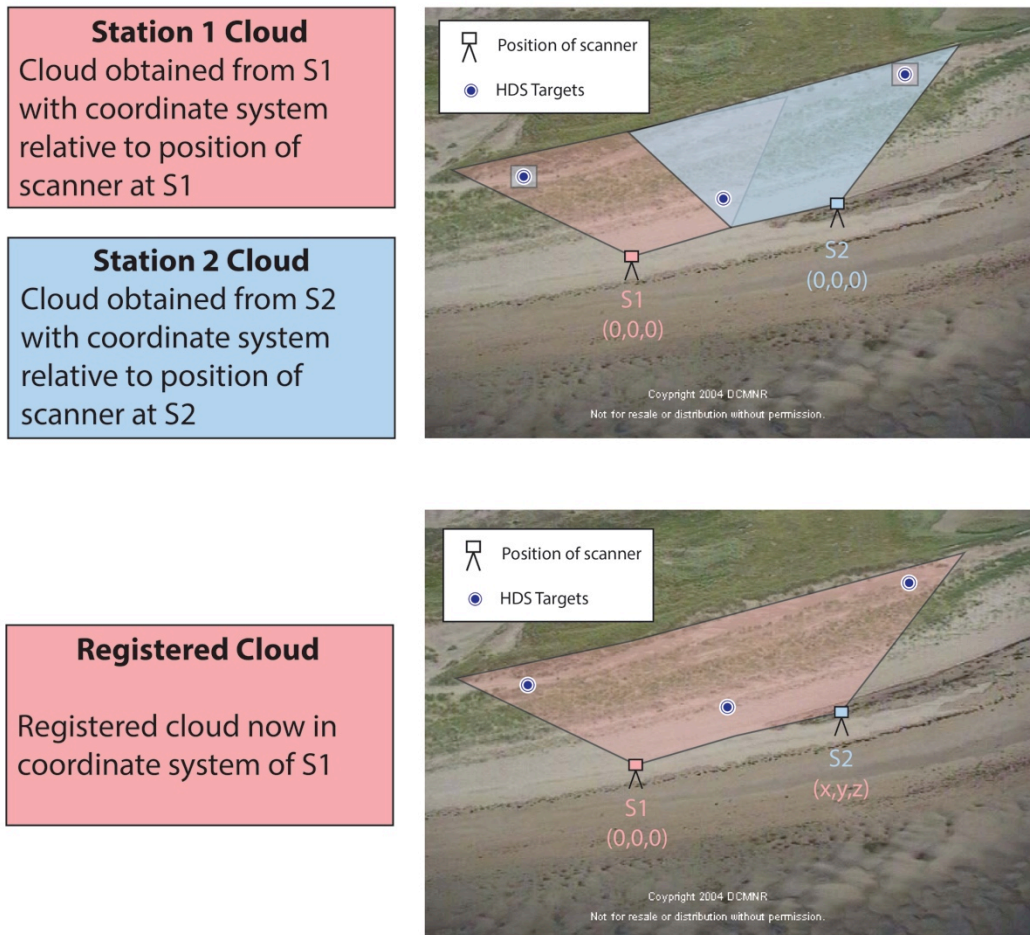 Station 1 Cloud
Cloud obtained from S1
with coordinate system
relative to position of
scanner at S1
Station 2 Cloud
Cloud obtained from S2
with coordinate system
relative to position of
scanner at S2
Position of scanner
HDS Targets
S2
(0,0,0)
S1
(0,0,0)
Coypright 2004 DCMNR
Not for resale or distribution without permission.
Registered Cloud
Registered cloud now in
coordinate system of S1
Position of scanner
HDS Targets
S2
(x,y,z)
S1
(0,0,0)
Copyright 2004 DCMNR
Not for resale or distribution without permission.